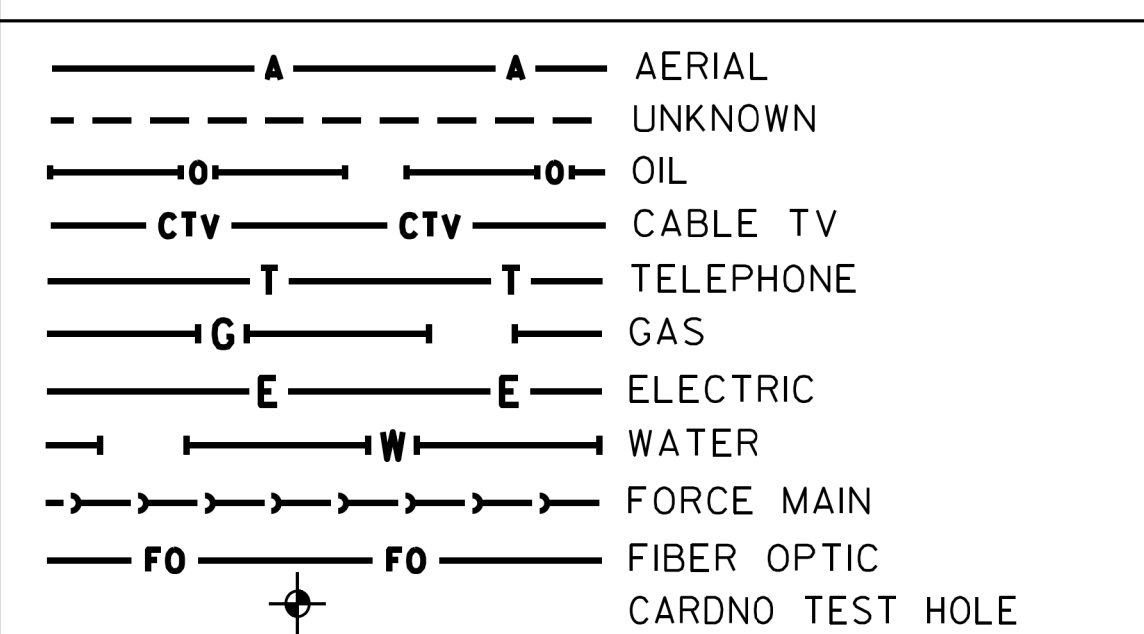 A A AERIAL
UNKNOWN
O O OIL
CTV CTV CABLE TV
T T TELEPHONE
G GAS
E E ELECTRIC
W WATER
FORCE MAIN
FO FO FIBER OPTIC
CARDNO TEST HOLE